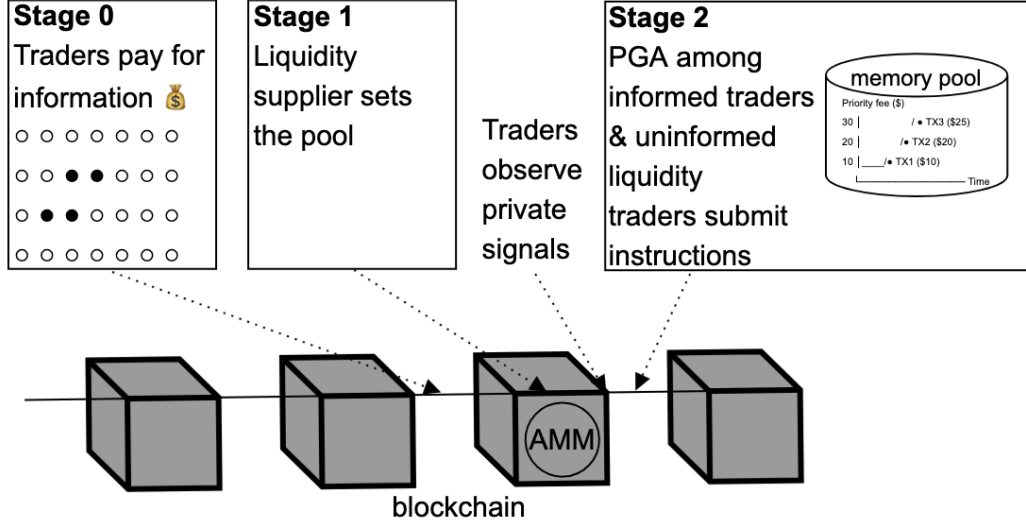 Stage 0
Traders pay for
information 💰
Stage 1
Liquidity
supplier sets
the pool
Traders
observe
private
signals
Stage 2
PGA among
informed traders
& uninformed
liquidity
traders submit
instructions
memory pool
Priority fee ($)
30 | / ● TX3 ($25)
20 | /● TX2 ($20)
10 |____/● TX1 ($10)
Time
AMM
blockchain